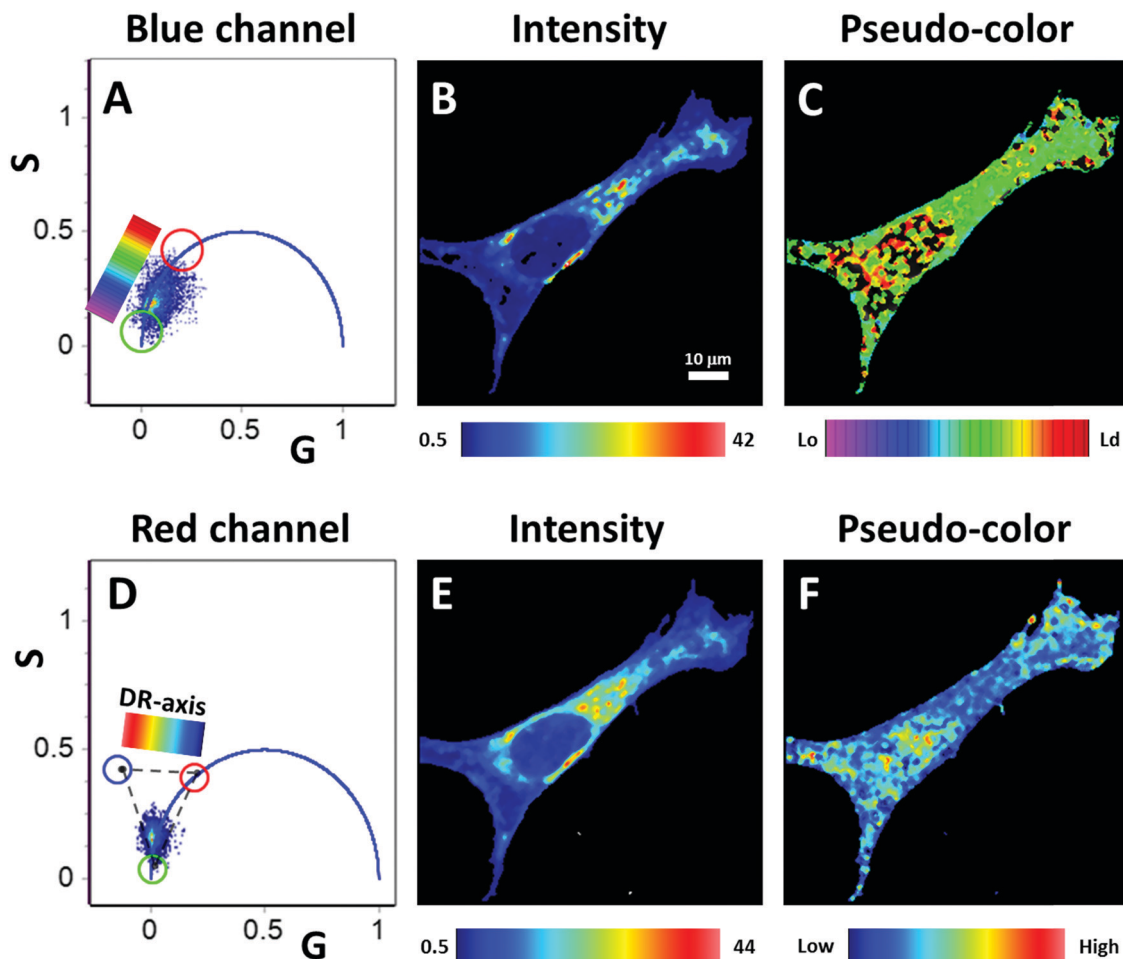 Blue channel
Intensity
Pseudo-color
A
B
C
S
1
0.5
0
0
0.5
1
G
10 μm
0.5
42
Lo
Ld
Red channel
Intensity
Pseudo-color
D
E
F
S
1
DR-axis
0.5
0
0
0.5
1
G
0.5
44
Low
High